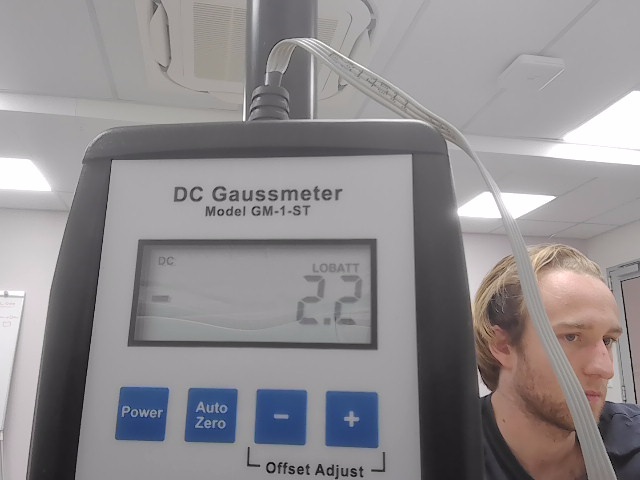 DC Gaussmeter
Model GM-1-ST
DC
LOBATT
- 2.2
Power
Auto
Zero
-
+
Offset Adjust